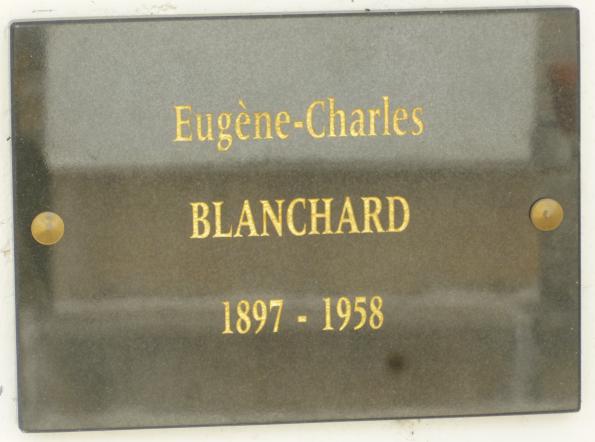 Eugène-Charles
BLANCHARD
1897 - 1958